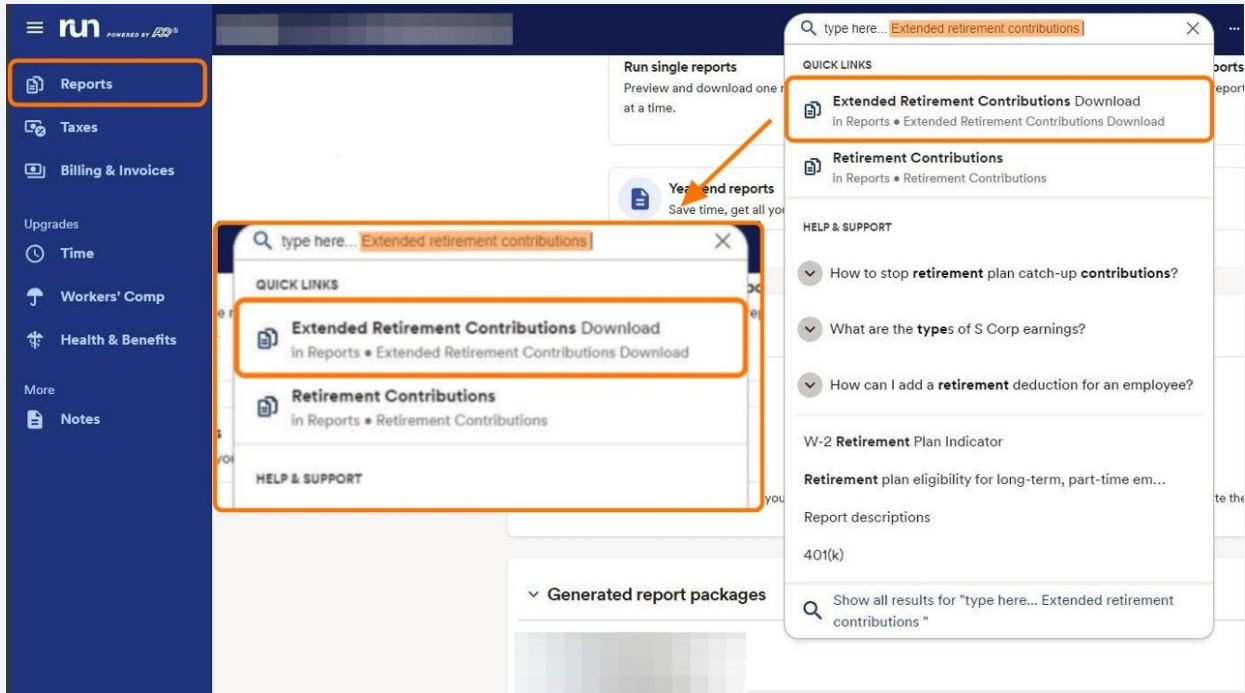 run POWERED BY ADP®
Reports
Taxes
Billing & Invoices
Upgrades
Time
Workers' Comp
Health & Benefits
More
Notes
Run single reports
Preview and download one
at a time.
Year end reports
Save time, get all you
Generated report packages
type here... Extended retirement contributions
QUICK LINKS
Extended Retirement Contributions Download
in Reports • Extended Retirement Contributions Download
Retirement Contributions
in Reports • Retirement Contributions
HELP & SUPPORT
type here... Extended retirement contributions
QUICK LINKS
Extended Retirement Contributions Download
in Reports • Extended Retirement Contributions Download
Retirement Contributions
in Reports • Retirement Contributions
HELP & SUPPORT
How to stop retirement plan catch-up contributions?
What are the types of S Corp earnings?
How can I add a retirement deduction for an employee?
W-2 Retirement Plan Indicator
Retirement plan eligibility for long-term, part-time em...
Report descriptions
401(k)
Show all results for "type here... Extended retirement
contributions "